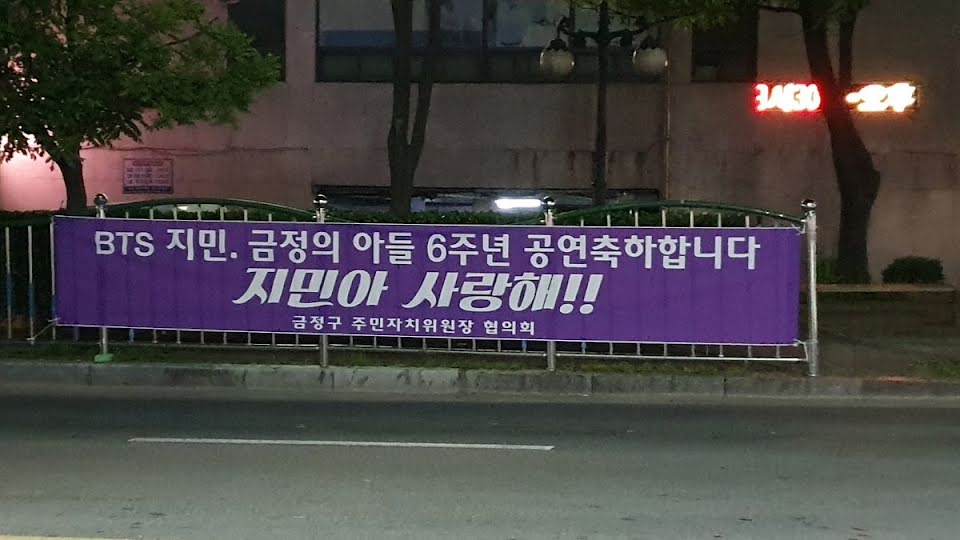 BTS 지민. 금정의 아들 6주년 공연축하합니다
지민아 사랑해!!
금정구 주민자치위원장 협의회